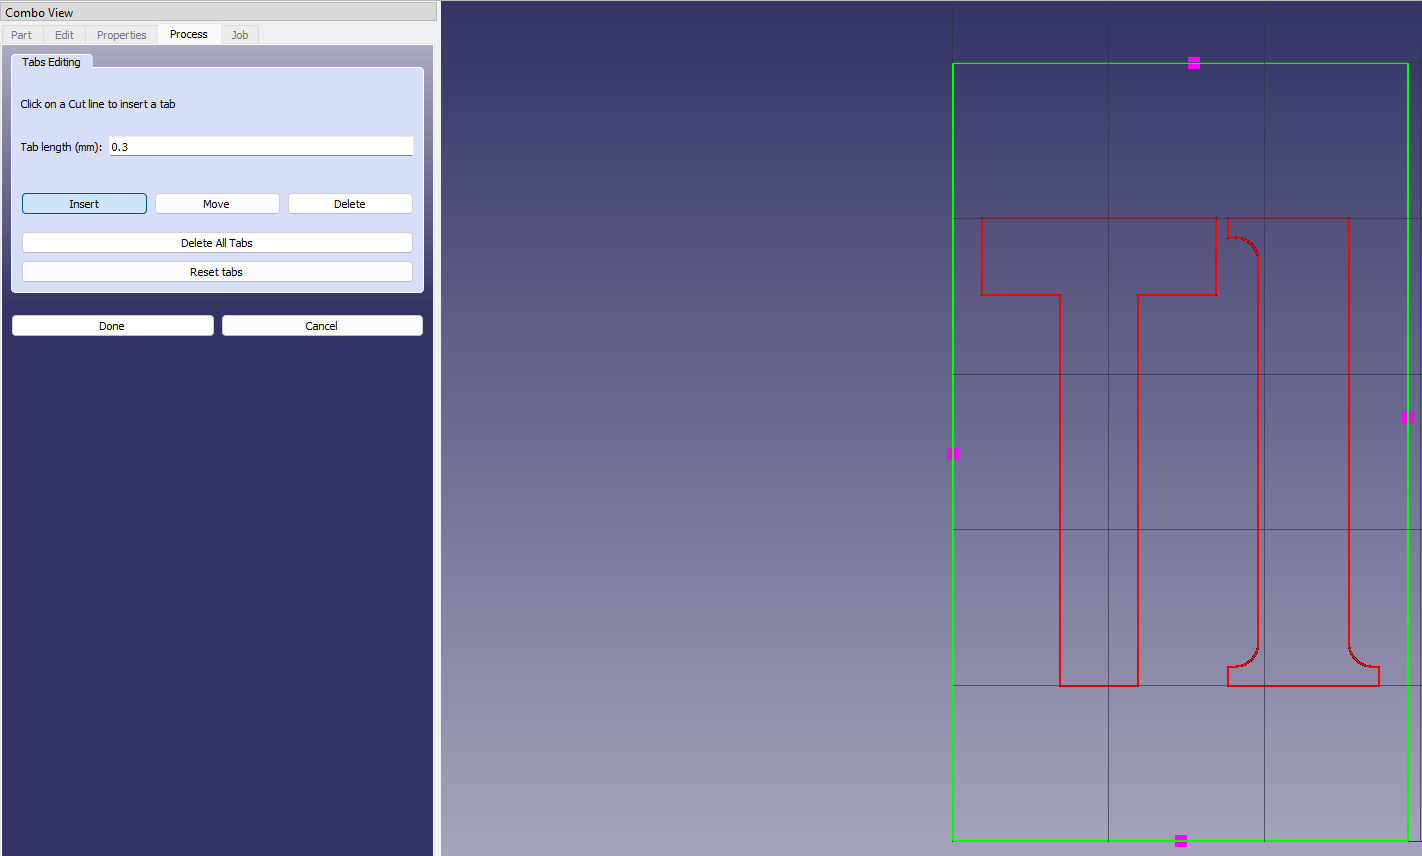 Combo View
Part Edit Properties Process Job
Tabs Editing
Click on a Cut line to insert a tab
Tab length (mm): 0.3
Insert Move Delete
Delete All Tabs
Reset tabs
Done Cancel